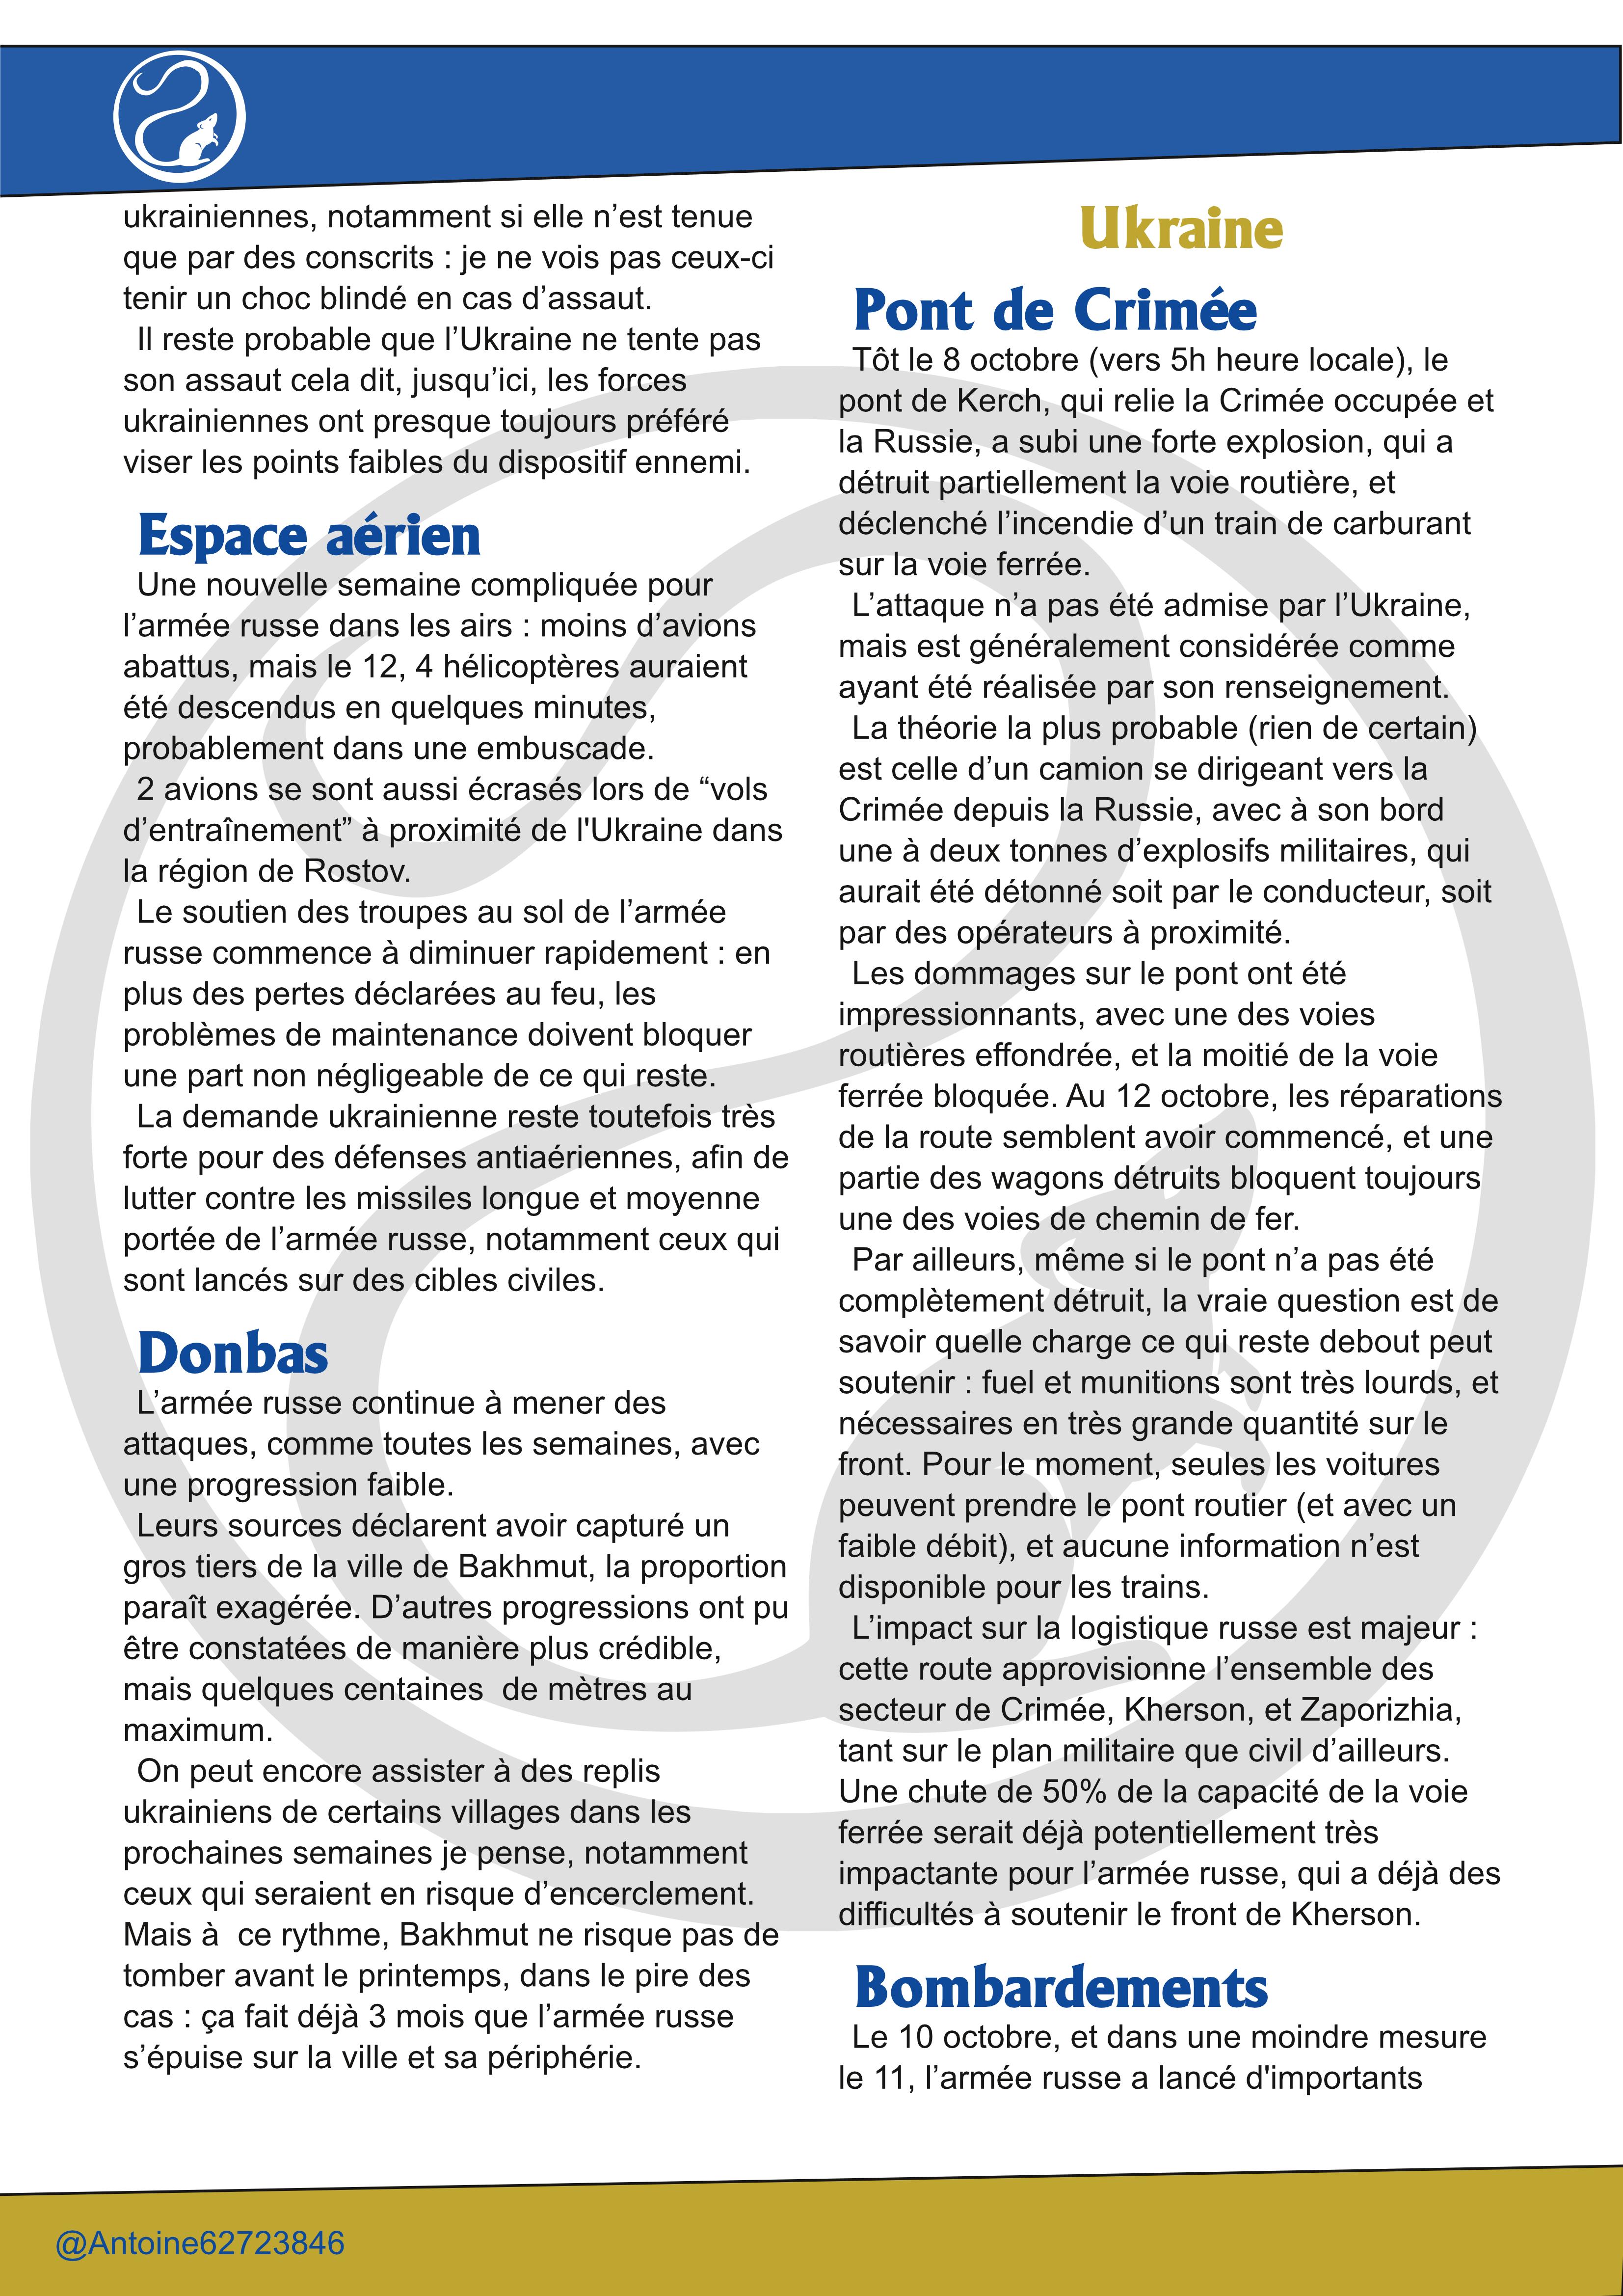 ukrainiennes, notamment si elle n’est tenue
que par des conscrits : je ne vois pas ceux-ci
tenir un choc blindé en cas d’assaut.
Il reste probable que l’Ukraine ne tente pas
son assaut cela dit, jusqu’ici, les forces
ukrainiennes ont presque toujours préféré
viser les points faibles du dispositif ennemi.
Espace aérien
Une nouvelle semaine compliquée pour
l’armée russe dans les airs : moins d’avions
abattus, mais le 12, 4 hélicoptères auraient
été descendus en quelques minutes,
probablement dans une embuscade.
2 avions se sont aussi écrasés lors de “vols
d’entraînement” à proximité de l'Ukraine dans
la région de Rostov.
Le soutien des troupes au sol de l’armée
russe commence à diminuer rapidement : en
plus des pertes déclarées au feu, les
problèmes de maintenance doivent bloquer
une part non négligeable de ce qui reste.
La demande ukrainienne reste toutefois très
forte pour des défenses antiaériennes, afin de
lutter contre les missiles longue et moyenne
portée de l’armée russe, notamment ceux qui
sont lancés sur des cibles civiles.
Donbas
L’armée russe continue à mener des
attaques, comme toutes les semaines, avec
une progression faible.
Leurs sources déclarent avoir capturé un
gros tiers de la ville de Bakhmut, la proportion
paraît exagérée. D’autres progressions ont pu
être constatées de manière plus crédible,
mais quelques centaines  de mètres au
maximum.
On peut encore assister à des replis
ukrainiens de certains villages dans les
prochaines semaines je pense, notamment
ceux qui seraient en risque d’encerclement.
Mais à  ce rythme, Bakhmut ne risque pas de
tomber avant le printemps, dans le pire des
cas : ça fait déjà 3 mois que l’armée russe
s’épuise sur la ville et sa périphérie.
Ukraine
Pont de Crimée
Tôt le 8 octobre (vers 5h heure locale), le
pont de Kerch, qui relie la Crimée occupée et
la Russie, a subi une forte explosion, qui a
détruit partiellement la voie routière, et
déclenché l’incendie d’un train de carburant
sur la voie ferrée.
L’attaque n’a pas été admise par l’Ukraine,
mais est généralement considérée comme
ayant été réalisée par son renseignement.
La théorie la plus probable (rien de certain)
est celle d’un camion se dirigeant vers la
Crimée depuis la Russie, avec à son bord
une à deux tonnes d’explosifs militaires, qui
aurait été détonné soit par le conducteur, soit
par des opérateurs à proximité.
Les dommages sur le pont ont été
impressionnants, avec une des voies
routières effondrée, et la moitié de la voie
ferrée bloquée. Au 12 octobre, les réparations
de la route semblent avoir commencé, et une
partie des wagons détruits bloquent toujours
une des voies de chemin de fer.
Par ailleurs, même si le pont n’a pas été
complètement détruit, la vraie question est de
savoir quelle charge ce qui reste debout peut
soutenir : fuel et munitions sont très lourds, et
nécessaires en très grande quantité sur le
front. Pour le moment, seules les voitures
peuvent prendre le pont routier (et avec un
faible débit), et aucune information n’est
disponible pour les trains.
L’impact sur la logistique russe est majeur :
cette route approvisionne l’ensemble des
secteur de Crimée, Kherson, et Zaporizhia,
tant sur le plan militaire que civil d’ailleurs.
Une chute de 50% de la capacité de la voie
ferrée serait déjà potentiellement très
impactante pour l’armée russe, qui a déjà des
difficultés à soutenir le front de Kherson.
Bombardements
Le 10 octobre, et dans une moindre mesure
le 11, l’armée russe a lancé d'importants
@Antoine62723846